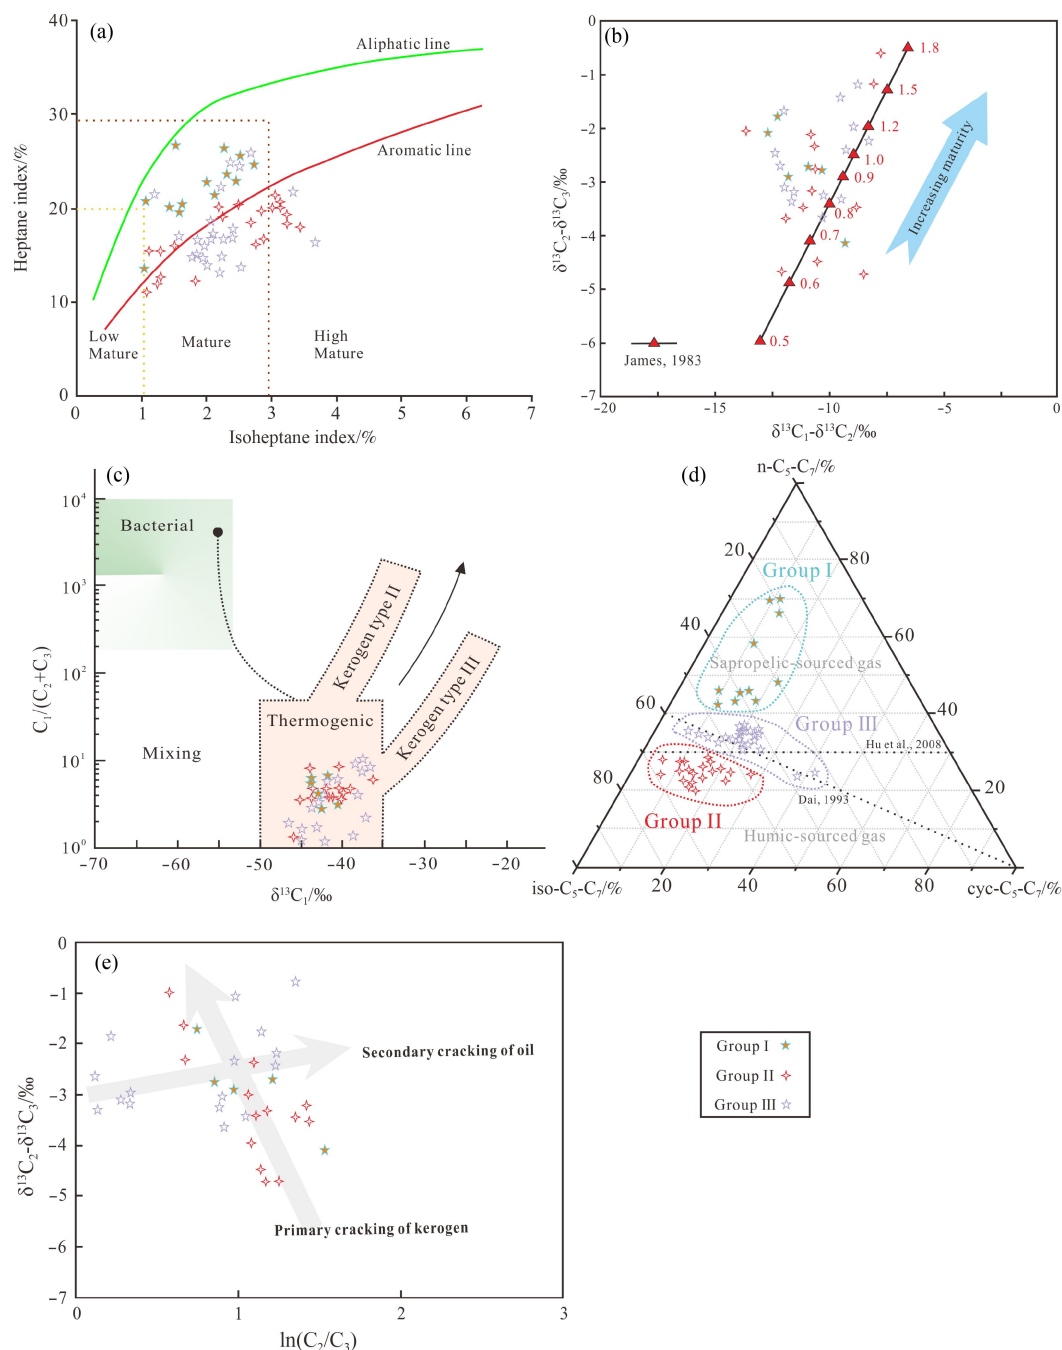 (a)
40
30
20
10
0
Heptane index/%
Aliphatic line
Aromatic line
Low
Mature
Mature
High
Mature
1
2
3
4
5
6
7
Isoheptane index/%
(b)
0
−1
−2
−3
−4
−5
−6
−7
δ¹³C₂-δ¹³C₃/‰
1.8
1.5
1.2
1.0
0.9
0.8
0.7
0.6
0.5
Increasing maturity
James, 1983
−20
−15
−10
−5
0
δ¹³C₁-δ¹³C₂/‰
(c)
10⁴
10³
10²
10¹
10⁰
C₁/(C₂+C₃)
Bacterial
Mixing
Thermogenic
Kerogen type II
Kerogen type III
−70
−60
−50
−40
−30
−20
δ¹³C₁/‰
(d)
n-C₅-C₇/%
20
80
Group I
40
60
Sapropelic-sourced gas
60
40
Group III
Hu et al., 2008
80
20
Dai, 1993
Group II
Humic-sourced gas
iso-C₅-C₇/%
20
40
60
80
cyc-C₅-C₇/%
(e)
0
−1
−2
−3
−4
−5
−6
−7
δ¹³C₂-δ¹³C₃/‰
Secondary cracking of oil
Primary cracking of kerogen
0
1
2
3
ln(C₂/C₃)
Group I
Group II
Group III